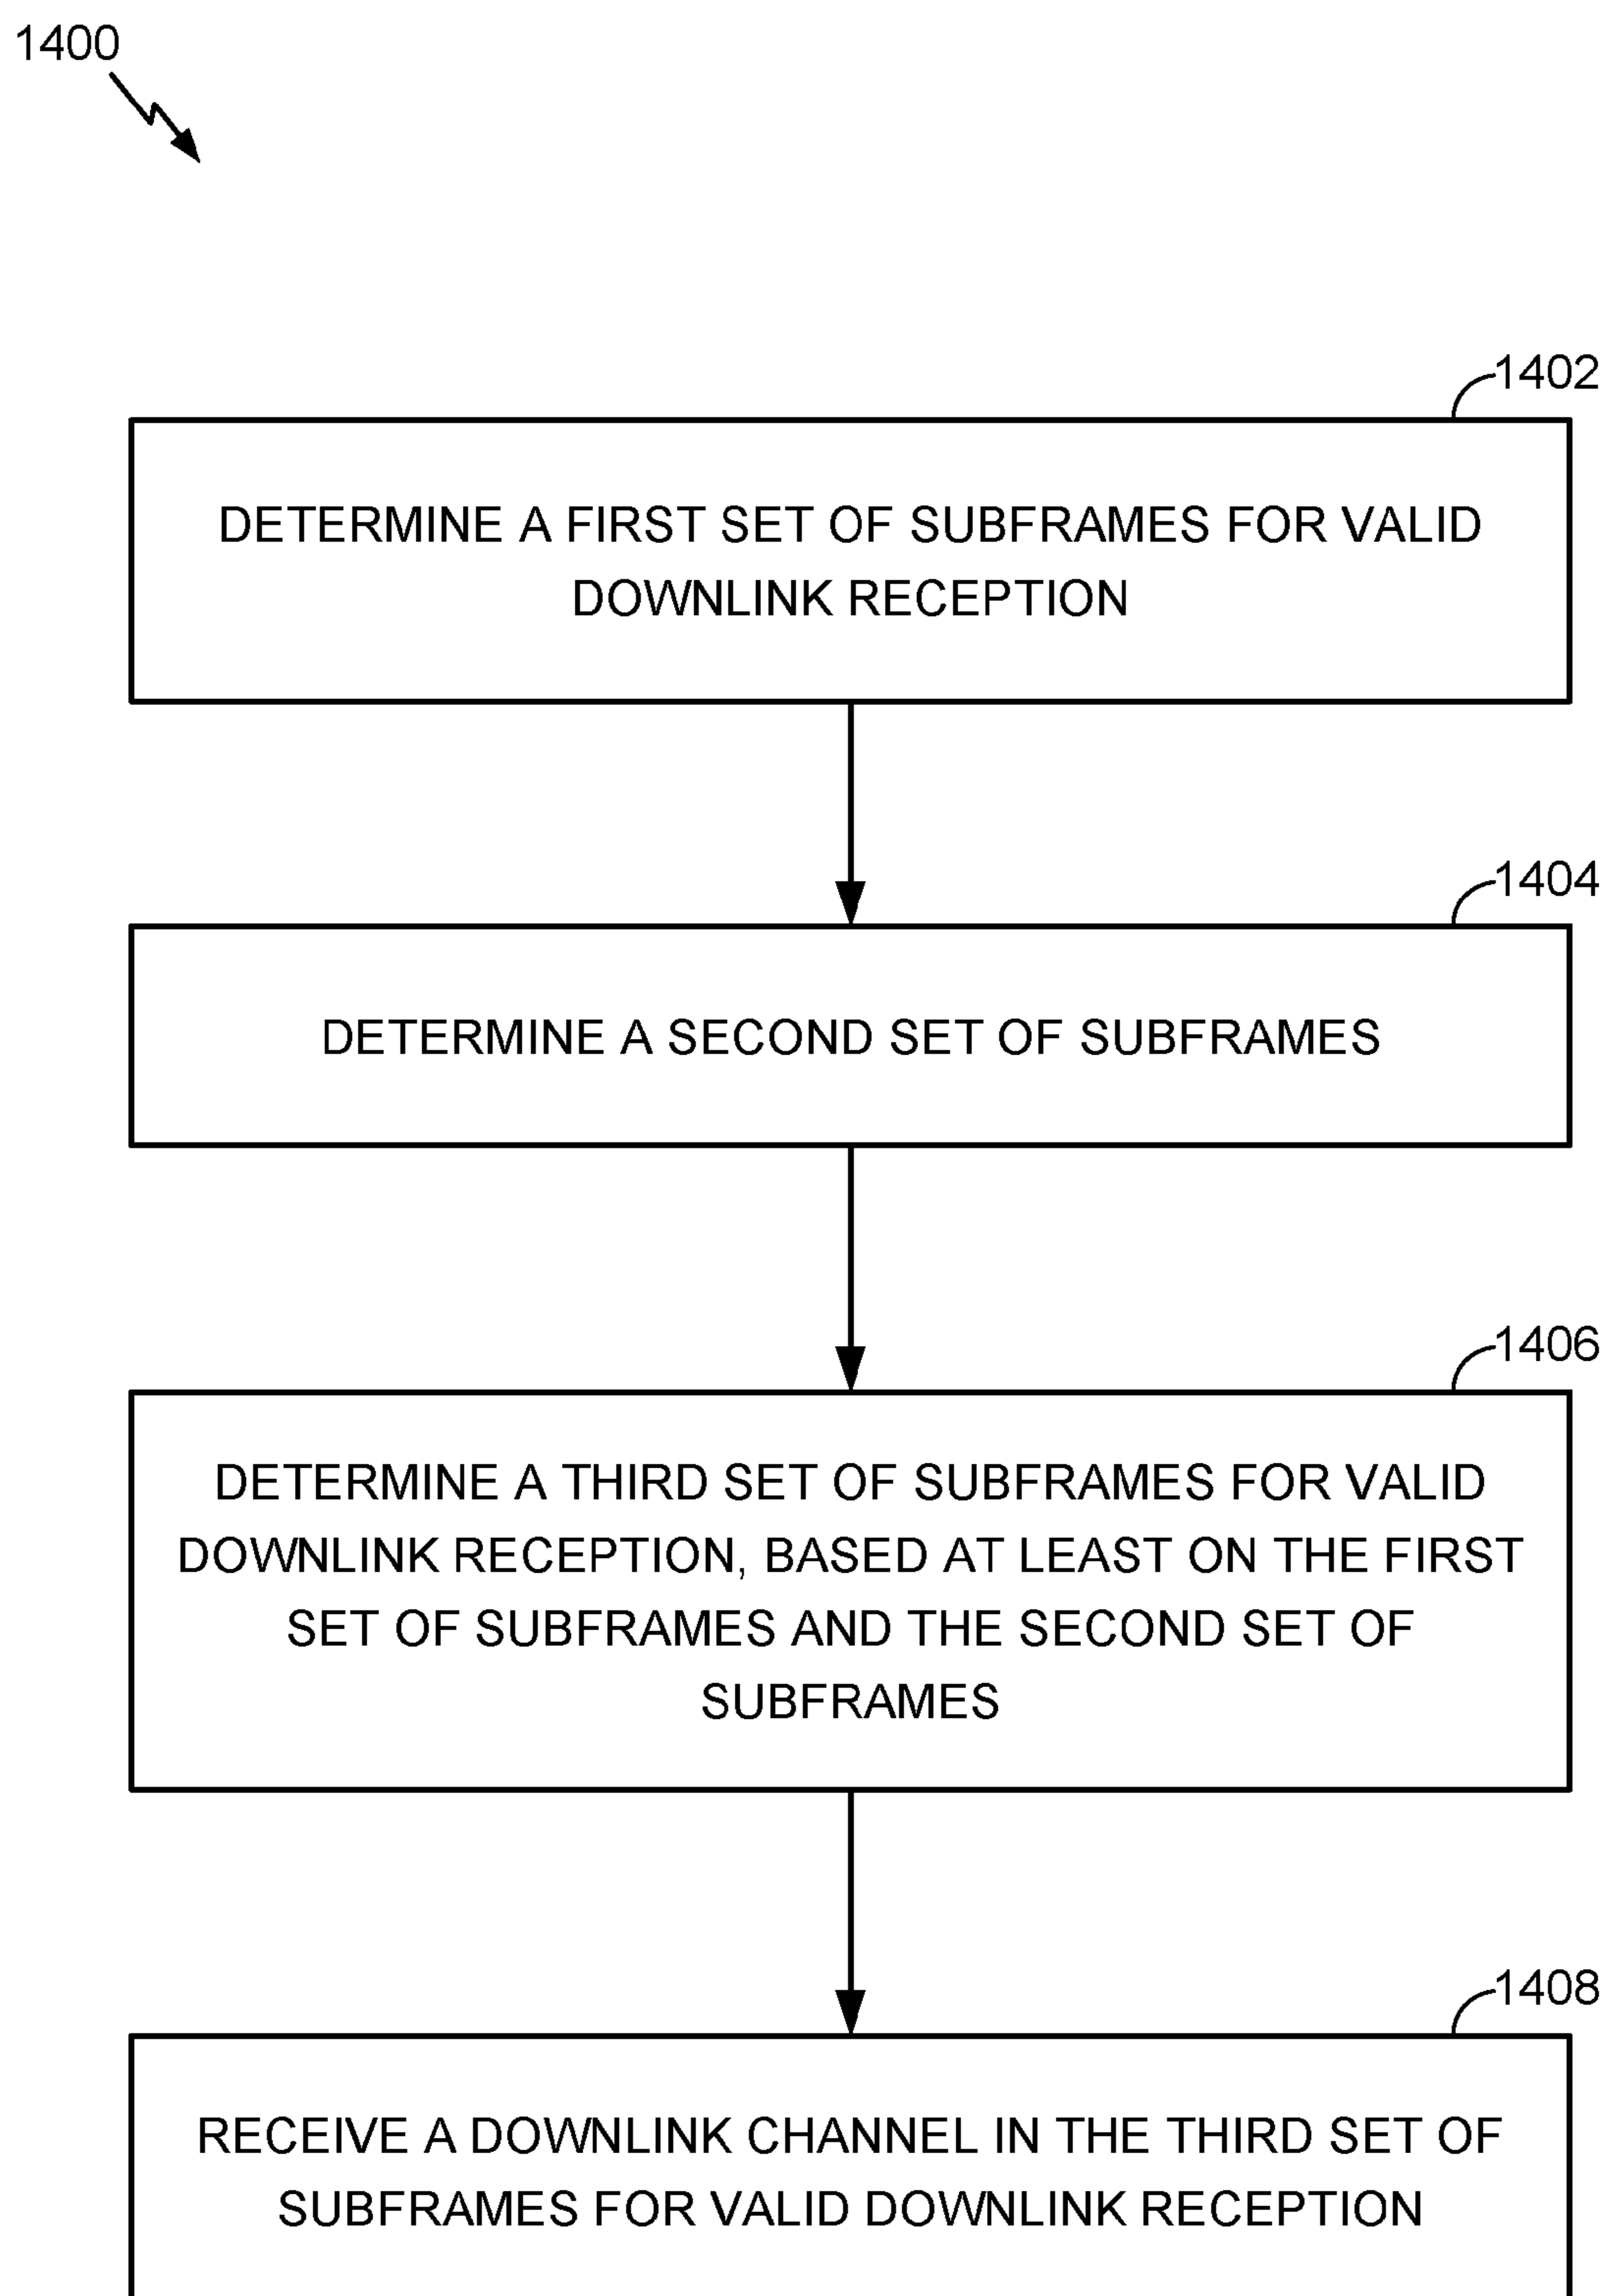 1400
1402
DETERMINE A FIRST SET OF SUBFRAMES FOR VALID
DOWNLINK RECEPTION
1404
DETERMINE A SECOND SET OF SUBFRAMES
1406
DETERMINE A THIRD SET OF SUBFRAMES FOR VALID
DOWNLINK RECEPTION, BASED AT LEAST ON THE FIRST
SET OF SUBFRAMES AND THE SECOND SET OF
SUBFRAMES
1408
RECEIVE A DOWNLINK CHANNEL IN THE THIRD SET OF
SUBFRAMES FOR VALID DOWNLINK RECEPTION